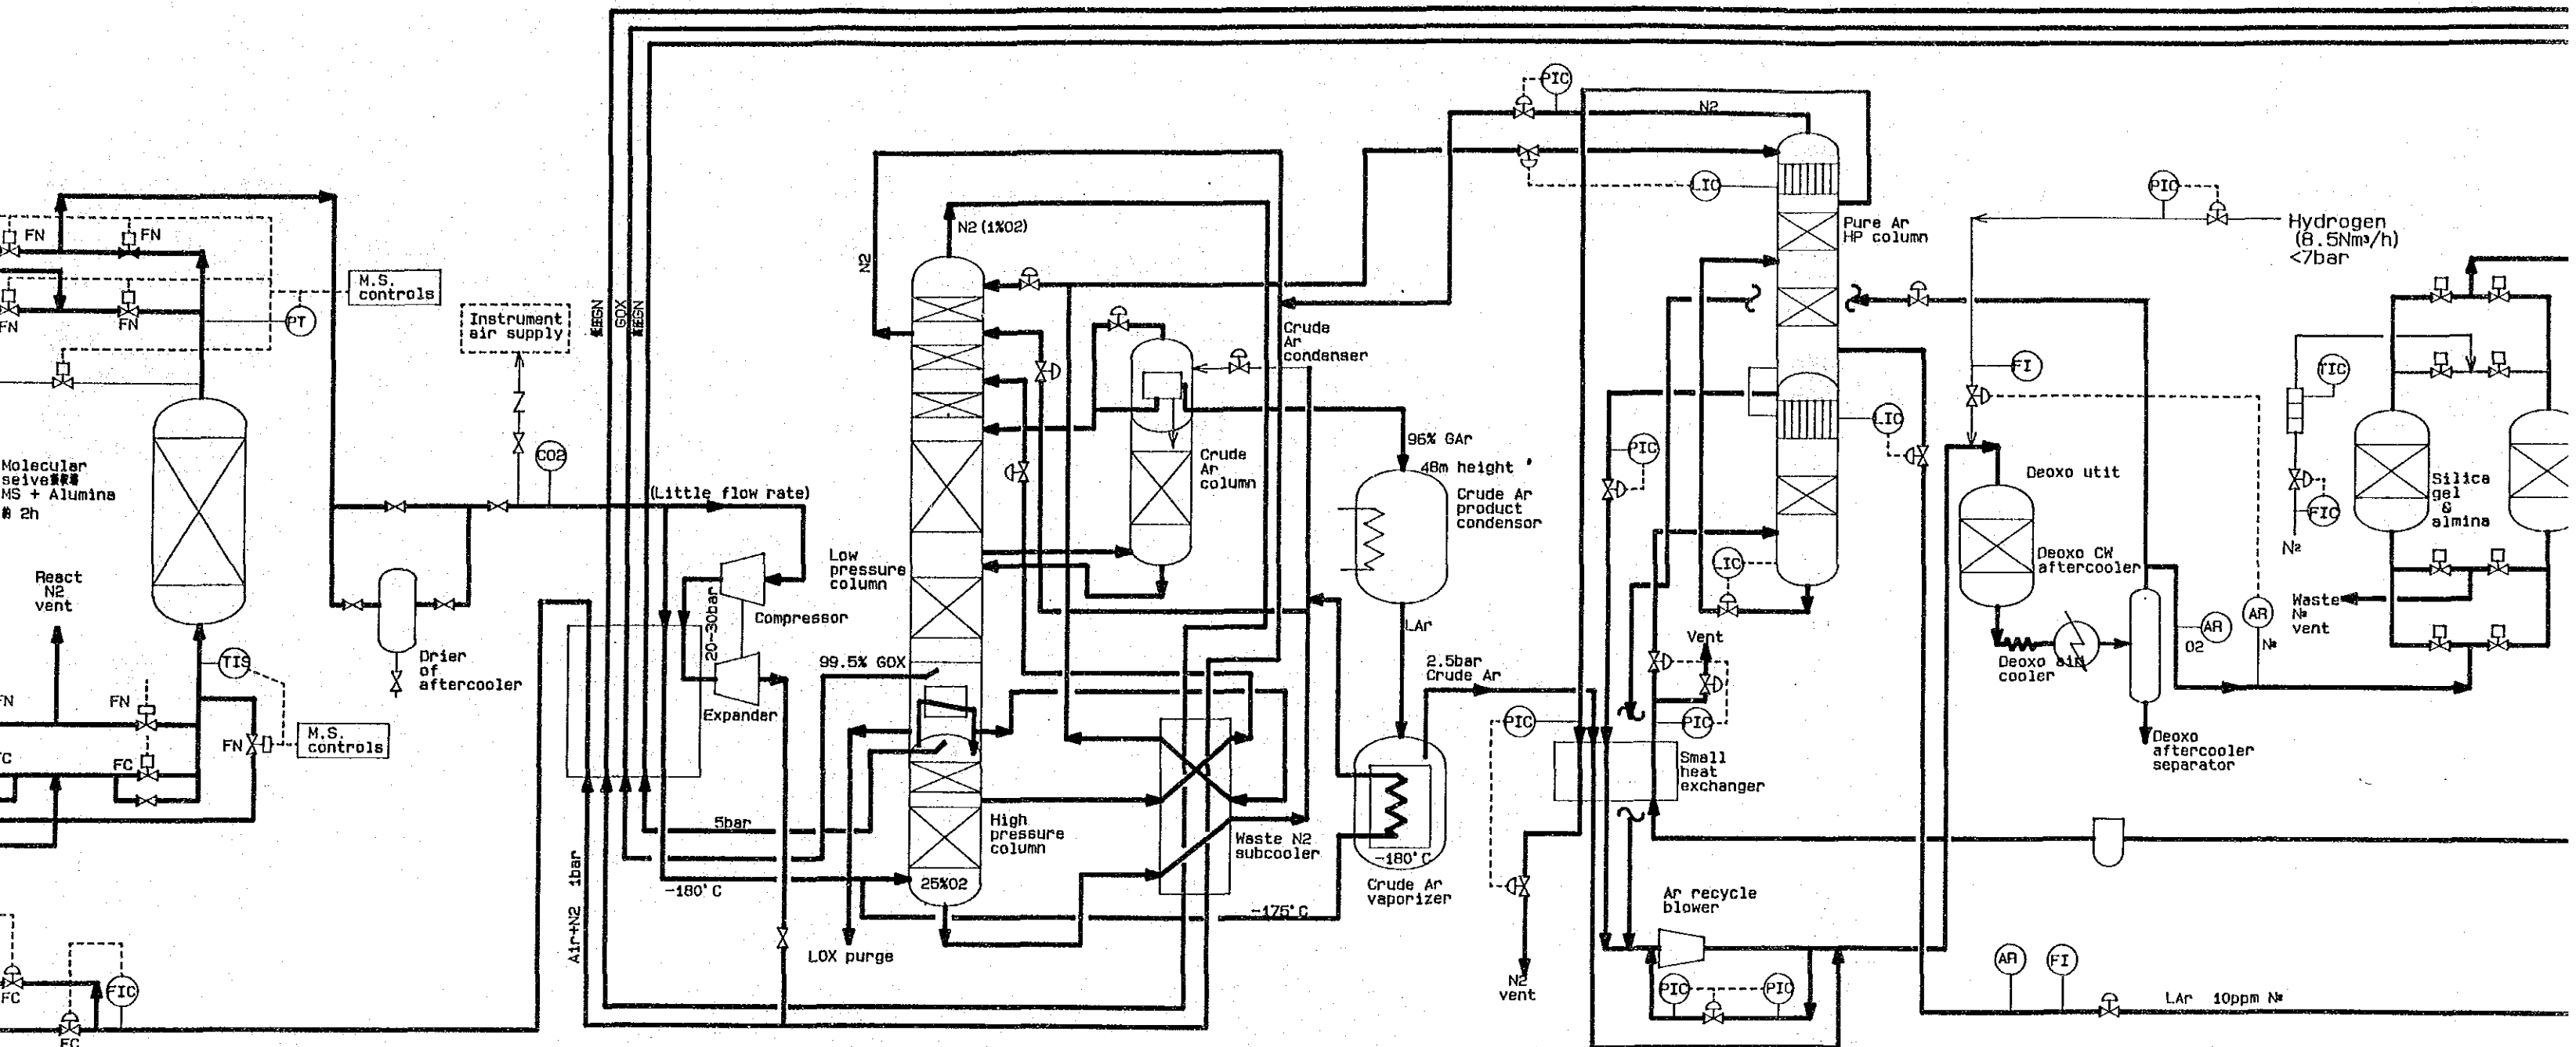 PIC
N2
LIC
Pure Ar
HP column
PIC
Hydrogen
(8.5Nm³/h)
<7bar
FN
FN
FN
FN
M.S.
controls
PT
Instrument
air supply
GOX
N2
N2(1%O2)
Crude
Ar
condenser
Crude
Ar
column
96% GAr
48m height
Crude Ar
product
condensor
PIC
LIC
FI
TIC
FIC
N2
Silica
gel
&
almina
Molecular
MS + Alumina
2h
CO2
(Little flow rate)
Low
pressure
column
20-30bar
Compressor
Expander
99.5% GOX
React
N2
vent
TIS
FN
FN
FC
FC
M.S.
controls
Drier
of
aftercooler
LAr
2.5bar
Crude Ar
LIC
Vent
PIC
PIC
Small
heat
exchanger
Deoxo utit
Deoxo CW
aftercooler
Deoxo air
cooler
Deoxo
aftercooler
separator
AR
O2
AR
Waste
vent
5bar
High
pressure
column
25%O2
Waste N2
subcooler
-180°C
-180°C
Crude Ar
vaporizer
-175°C
LOX purge
Air+N2 1bar
N2
vent
Ar recycle
blower
PIC
PIC
FC
FIC
FC
AR
FI
LAr 10ppm